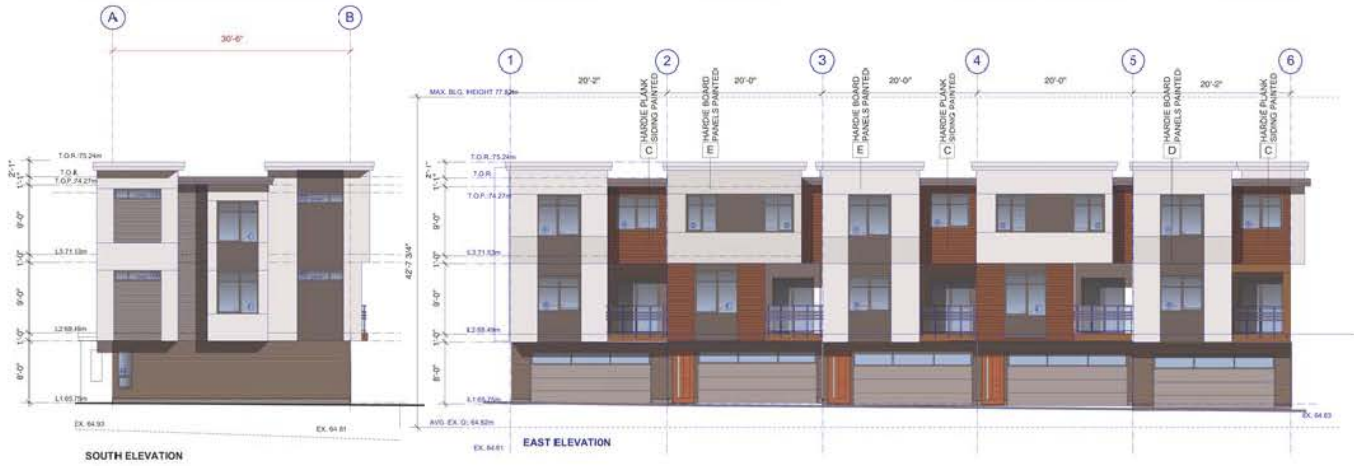 A
B
30'-6"
T.O.R.:75.24m
T.O.R.
T.O.P.:74.27m
2'-1"
1'-1"
9'-0"
L3:71.53m
1'-0"
9'-0"
L2:68.49m
1'-0"
8'-0"
L1:65.75m
42'-7 3/4"
EX. 64.93
EX. 64.81
SOUTH ELEVATION
1
2
3
4
5
6
20'-2"
20'-0"
20'-0"
20'-0"
20'-2"
MAX. BLG. HEIGHT 77.82m
HARDIE PLANK
SIDING PAINTED
C
HARDIE BOARD
PANELS PAINTED
E
HARDIE BOARD
PANELS PAINTED
E
HARDIE PLANK
SIDING PAINTED
C
HARDIE BOARD
PANELS PAINTED
D
HARDIE PLANK
SIDING PAINTED
C
T.O.R.:75.24m
T.O.R.
T.O.P.:74.27m
2'-1"
1'-1"
9'-0"
L3:71.53m
1'-0"
9'-0"
L2:68.49m
1'-0"
8'-0"
L1:65.75m
AVG. EX. G.: 64.82m
EX. 64.61
EX. 64.63
EAST ELEVATION